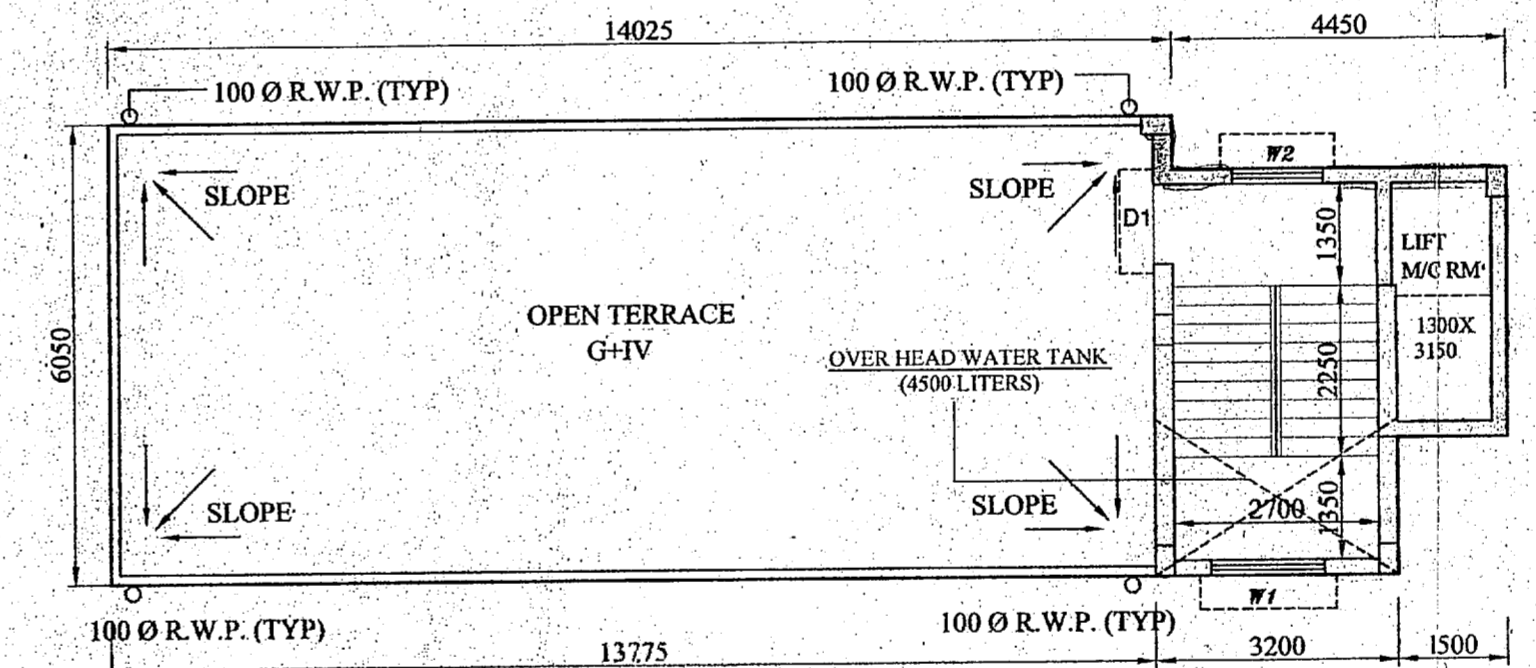 14025
4450
100 Ø R.W.P. (TYP)
100 Ø R.W.P. (TYP)
W2
SLOPE
SLOPE
D1
1350
LIFT
M/C RM
6050
OPEN TERRACE
G+IV
1300X
3150
OVER HEAD WATER TANK
(4500 LITERS)
2250
SLOPE
SLOPE
2700
1350
W1
100 Ø R.W.P. (TYP)
100 Ø R.W.P. (TYP)
13775
3200
1500